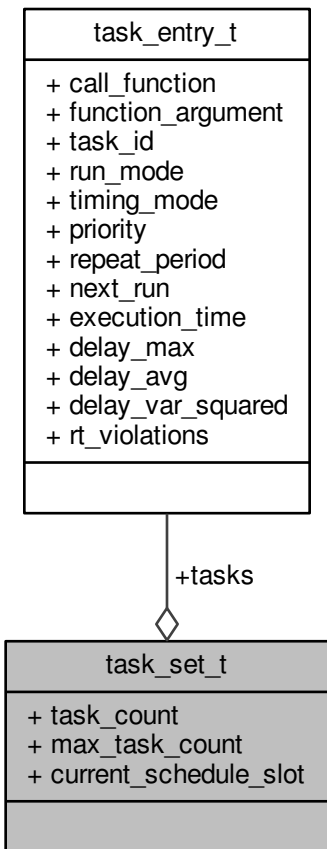 task_entry_t
+ call_function
+ function_argument
+ task_id
+ run_mode
+ timing_mode
+ priority
+ repeat_period
+ next_run
+ execution_time
+ delay_max
+ delay_avg
+ delay_var_squared
+ rt_violations
+tasks
task_set_t
+ task_count
+ max_task_count
+ current_schedule_slot